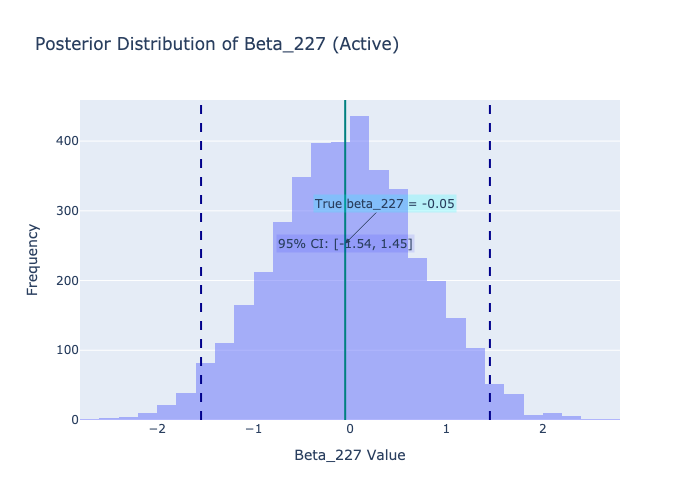 Posterior Distribution of Beta_227 (Active)
Frequency
400
300
200
100
0
True beta_227 = -0.05
95% CI: [-1.54, 1.45]
−2
−1
0
1
2
Beta_227 Value